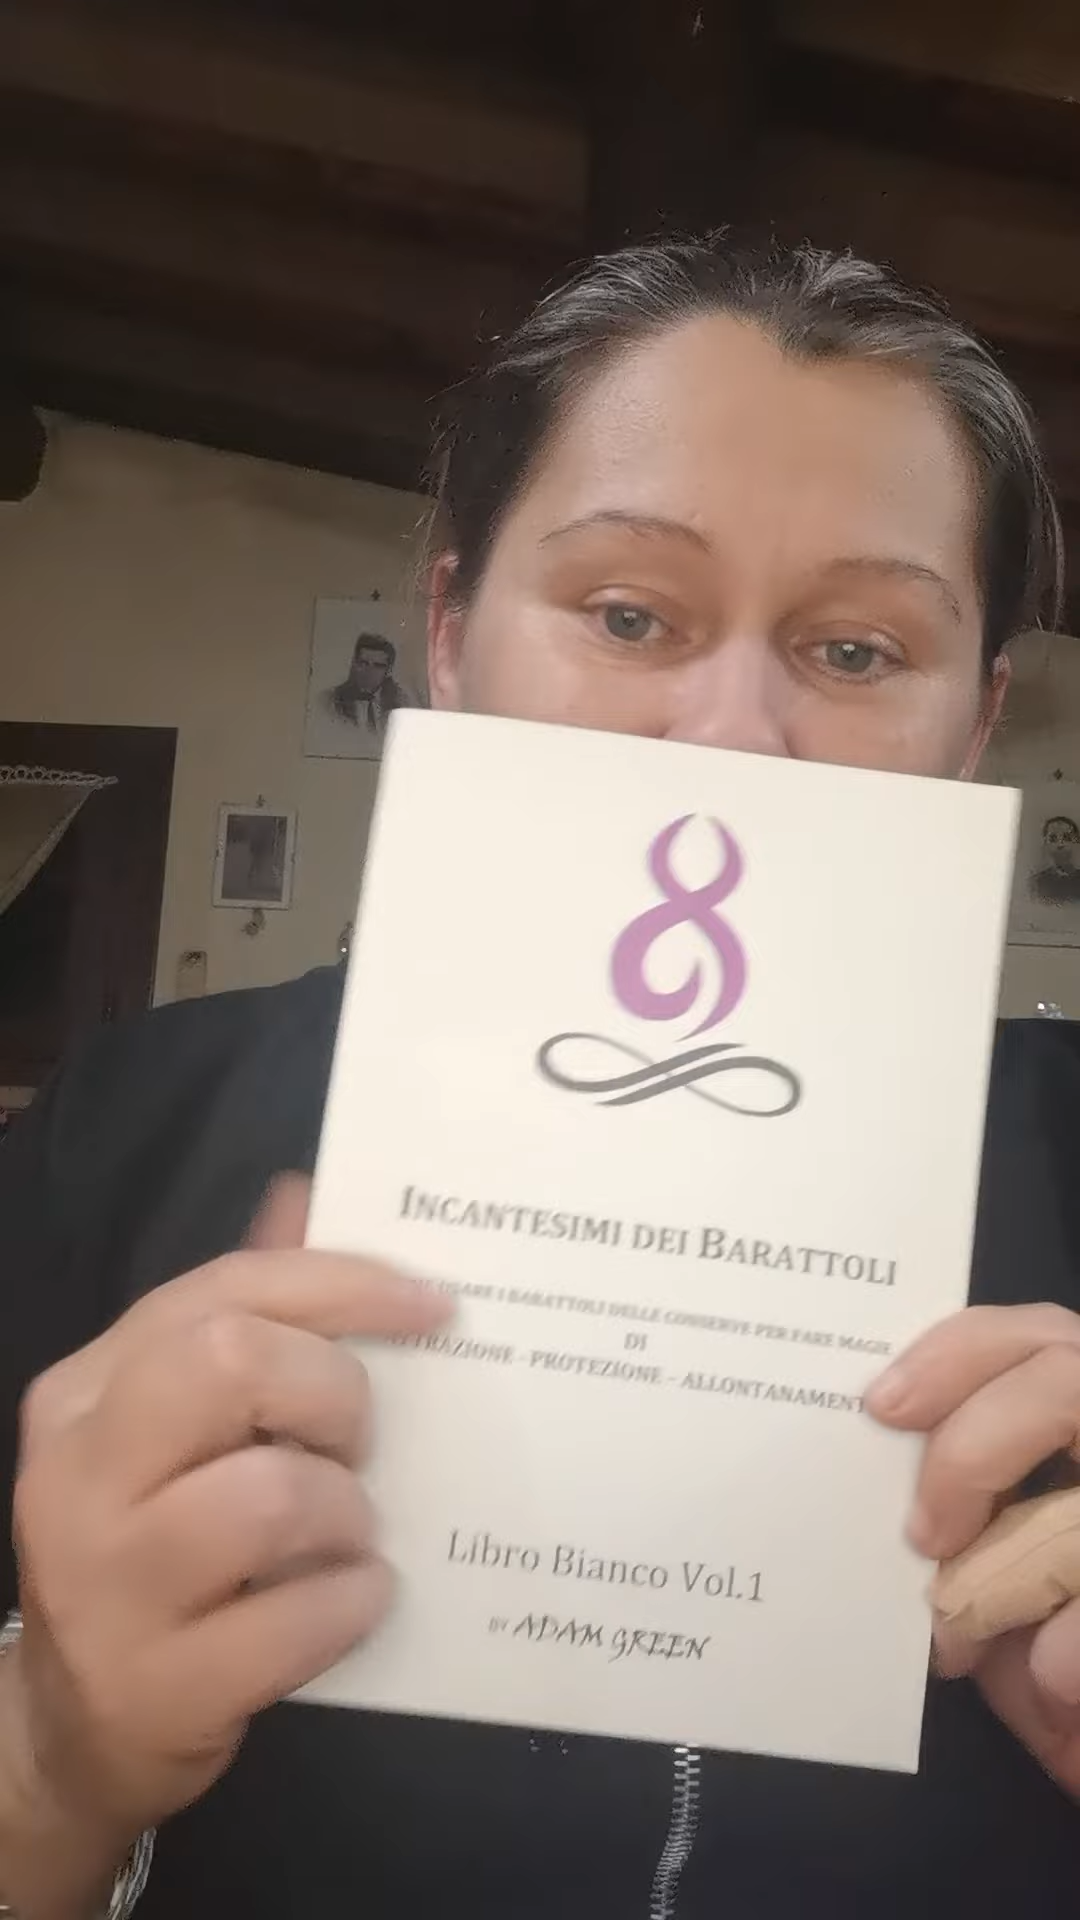 INCANTESIMI DEI BARATTOLI
USARE I BARATTOLI DELLE CONSERVE PER FARE MAGIE
DI
ATTRAZIONE - PROTEZIONE - ALLONTANAMENT
Libro Bianco Vol.1
BY ADAM GREEN